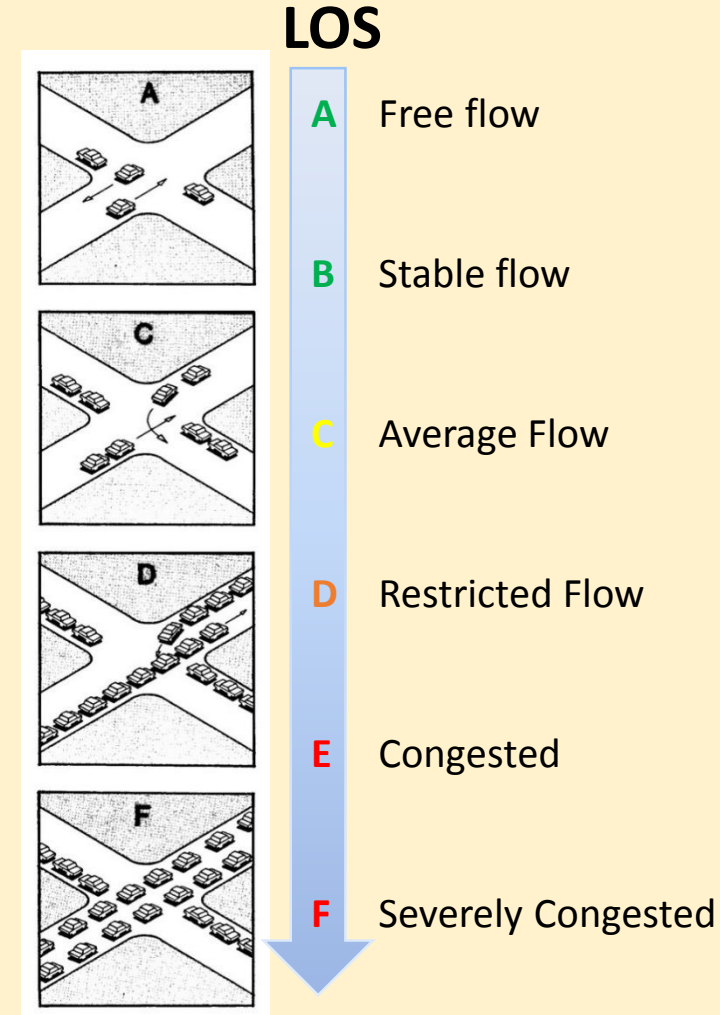 LOS
A
A Free flow
B Stable flow
C
C Average Flow
D
D Restricted Flow
E Congested
F
F Severely Congested